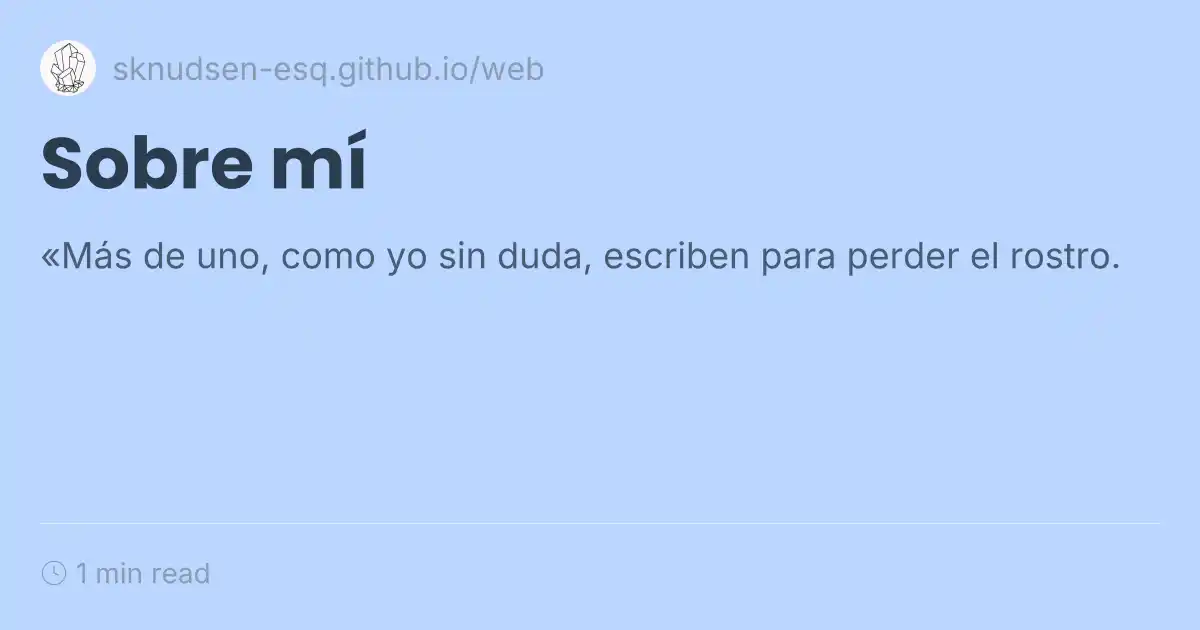 sknudsen-esq.github.io/web
Sobre mí
«Más de uno, como yo sin duda, escriben para perder el rostro.
1 min read